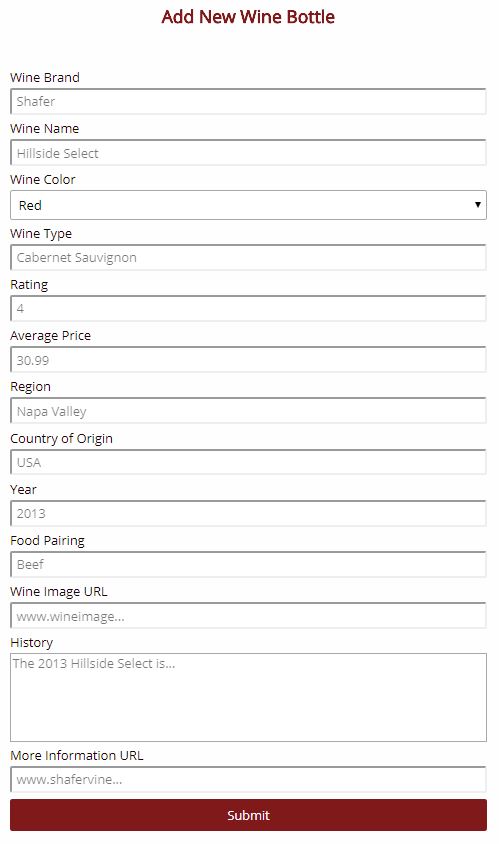 Add New Wine Bottle
Wine Brand
Shafer
Wine Name
Hillside Select
Wine Color
Red
Wine Type
Cabernet Sauvignon
Rating
4
Average Price
30.99
Region
Napa Valley
Country of Origin
USA
Year
2013
Food Pairing
Beef
Wine Image URL
www.wineimage...
History
The 2013 Hillside Select is...
More Information URL
www.shafervine...
Submit